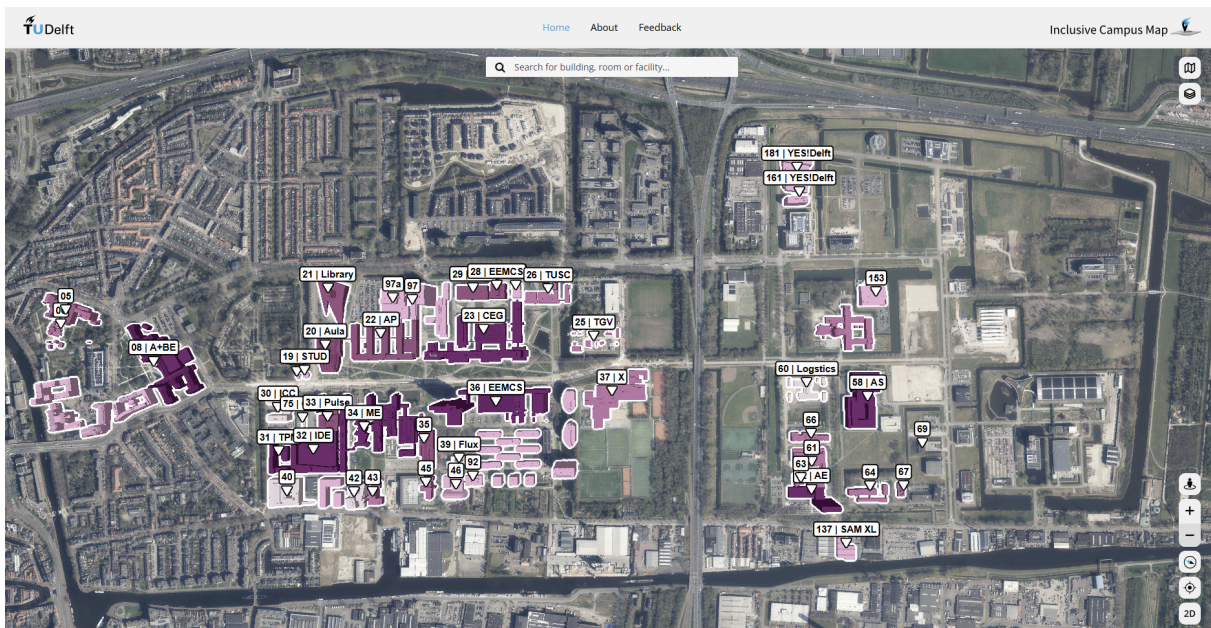 TUDelft
Home About Feedback
Inclusive Campus Map
Search for building, room or facility...
181 | YES!Delft
161 | YES!Delft
21 | Library
97a
97
29
28 | EEMCS
26 | TUSC
153
05
20 | Aula
22 | AP
23 | CEG
25 | TGV
08 | A+BE
19 | STUD
60 | Logstics
37 | X
58 | AS
36 | EEMCS
30 |
75 |
33 | Pulse
34 | ME
35
66
69
31 |
32 | IDE
39 | Flux
61
92
63
| AE
64
67
40
42
43
45
46
137 | SAM XL
+
-
2D